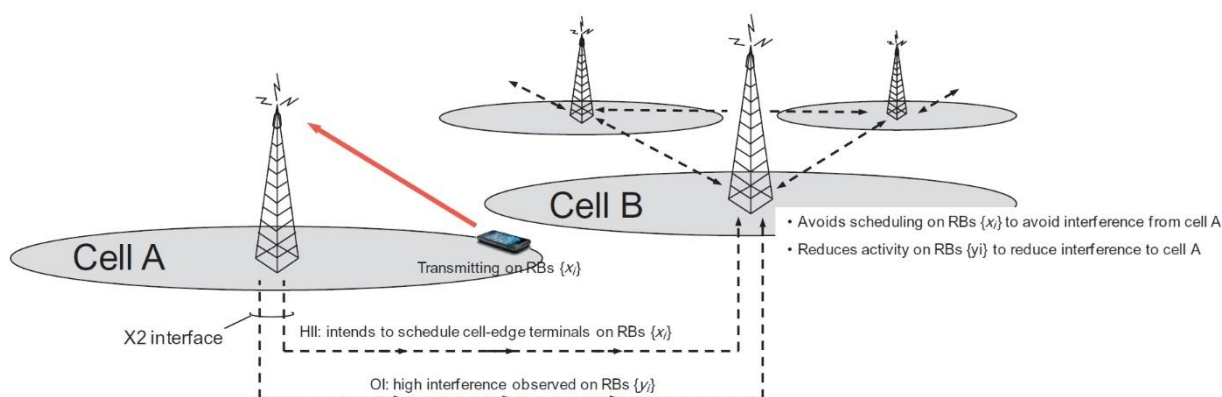 Cell B
• Avoids scheduling on RBs {xᵢ} to avoid interference from cell A
• Reduces activity on RBs {yi} to reduce interference to cell A
Cell A
Transmitting on RBs {xᵢ}
X2 interface
HII: intends to schedule cell-edge terminals on RBs {xᵢ}
OI: high interference observed on RBs {yᵢ}